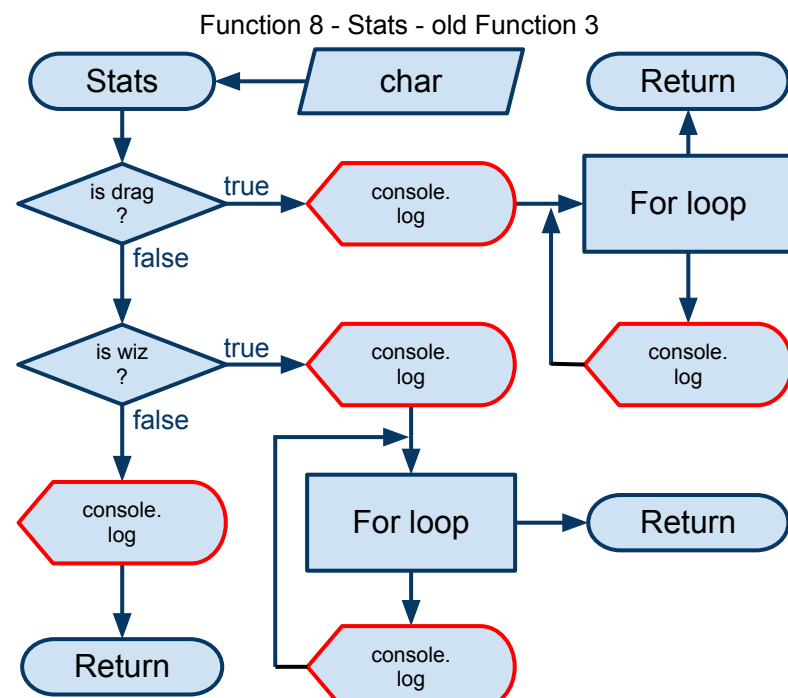 Function 8 - Stats - old Function 3
Stats
char
Return
is drag
?
true
console.
log
For loop
false
console.
log
is wiz
?
true
console.
log
false
console.
log
For loop
Return
console.
log
Return